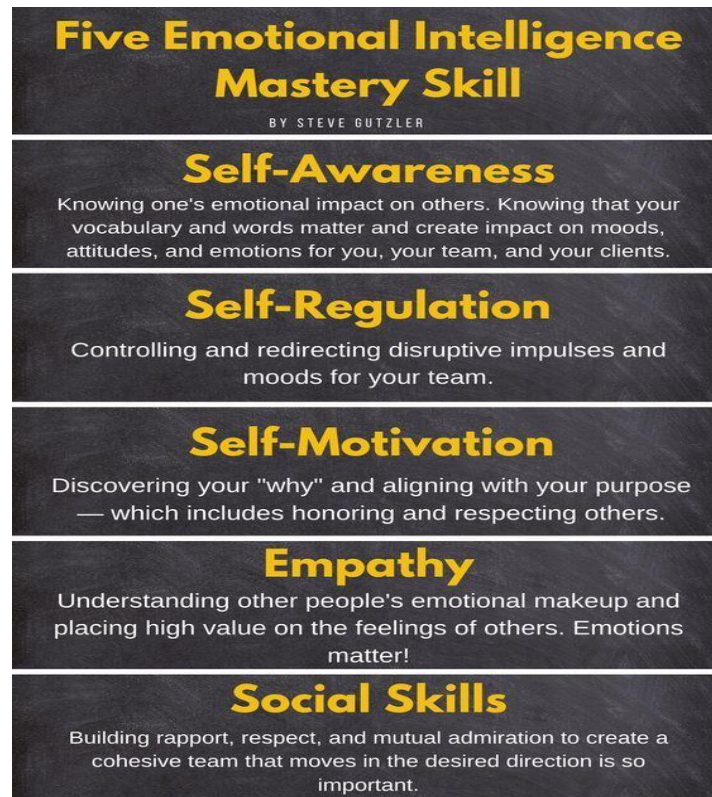 Five Emotional Intelligence
Mastery Skill
BY STEVE GUTZLER
Self-Awareness
Knowing one's emotional impact on others. Knowing that your
vocabulary and words matter and create impact on moods,
attitudes, and emotions for you, your team, and your clients.
Self-Regulation
Controlling and redirecting disruptive impulses and
moods for your team.
Self-Motivation
Discovering your "why" and aligning with your purpose
— which includes honoring and respecting others.
Empathy
Understanding other people's emotional makeup and
placing high value on the feelings of others. Emotions
matter!
Social Skills
Building rapport, respect, and mutual admiration to create a
cohesive team that moves in the desired direction is so
important.